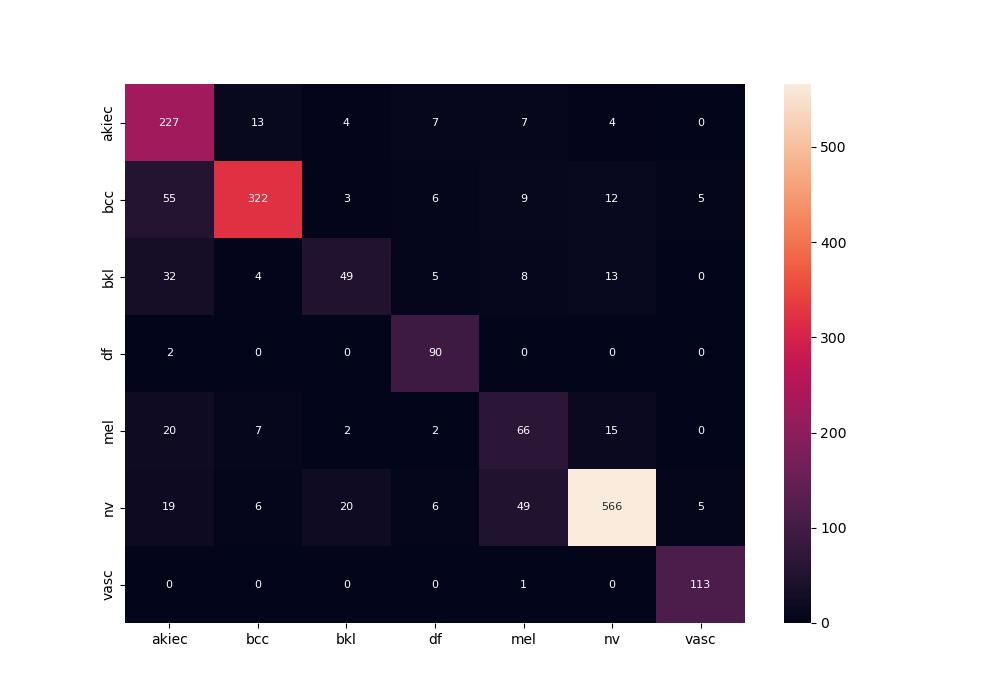 akiec 227 13 4 7 7 4 0
bcc 55 322 3 6 9 12 5
bkl 32 4 49 5 8 13 0
df 2 0 0 90 0 0 0
mel 20 7 2 2 66 15 0
nv 19 6 20 6 49 566 5
vasc 0 0 0 0 1 0 113
akiec bcc bkl df mel nv vasc
500
400
300
200
100
0